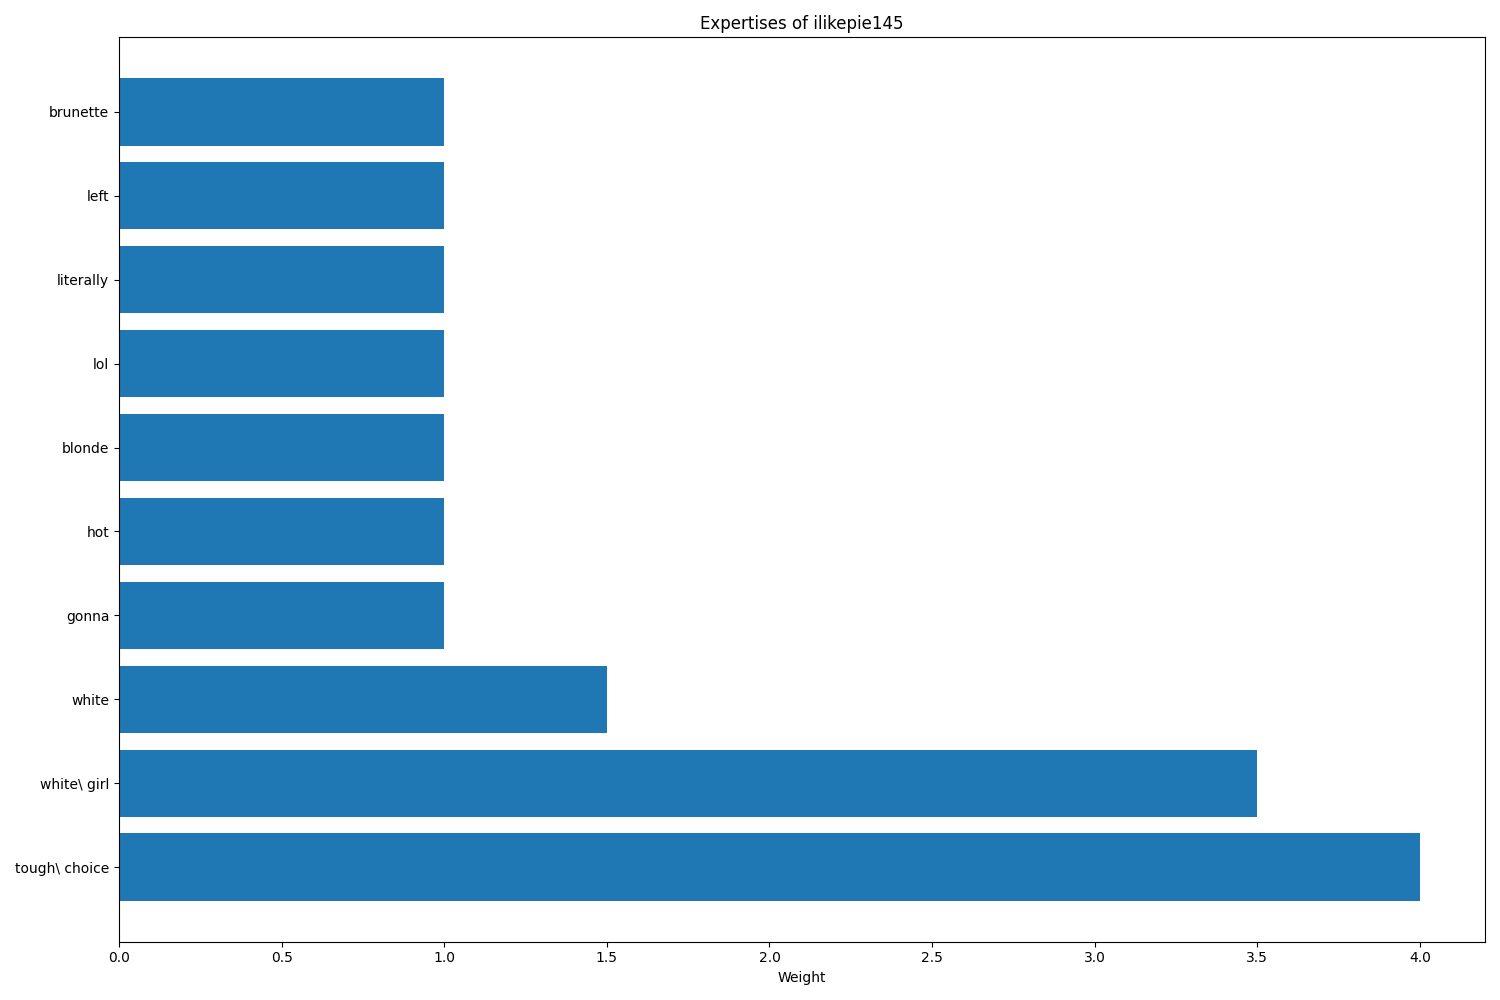 Expertises of ilikepie145
brunette
left
literally
lol
blonde
hot
gonna
white
white\ girl
tough\ choice
0.0 0.5 1.0 1.5 2.0 2.5 3.0 3.5 4.0
Weight